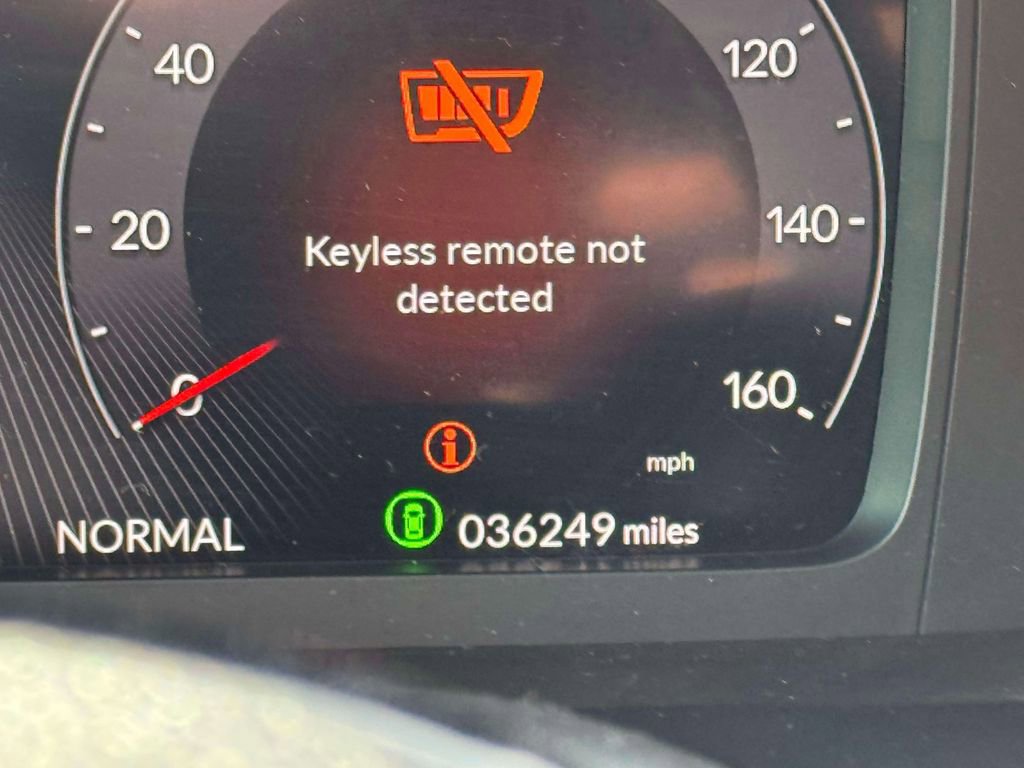 40
120
20
140
Keyless remote not
detected
0
160
i
mph
NORMAL
036249 miles